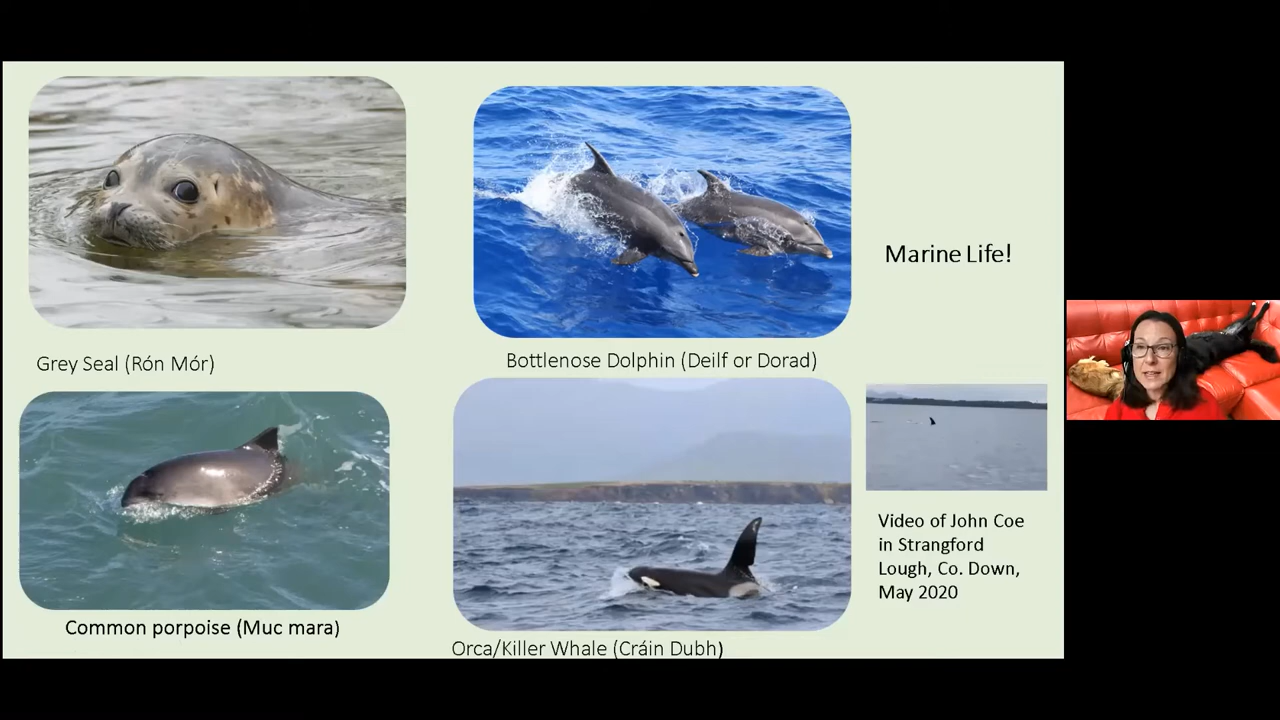 Grey Seal (Rón Mór)
Bottlenose Dolphin (Deilf or Dorad)
Marine Life!
Common porpoise (Muc mara)
Orca/Killer Whale (Cráin Dubh)
Video of John Coe
in Strangford
Lough, Co. Down,
May 2020